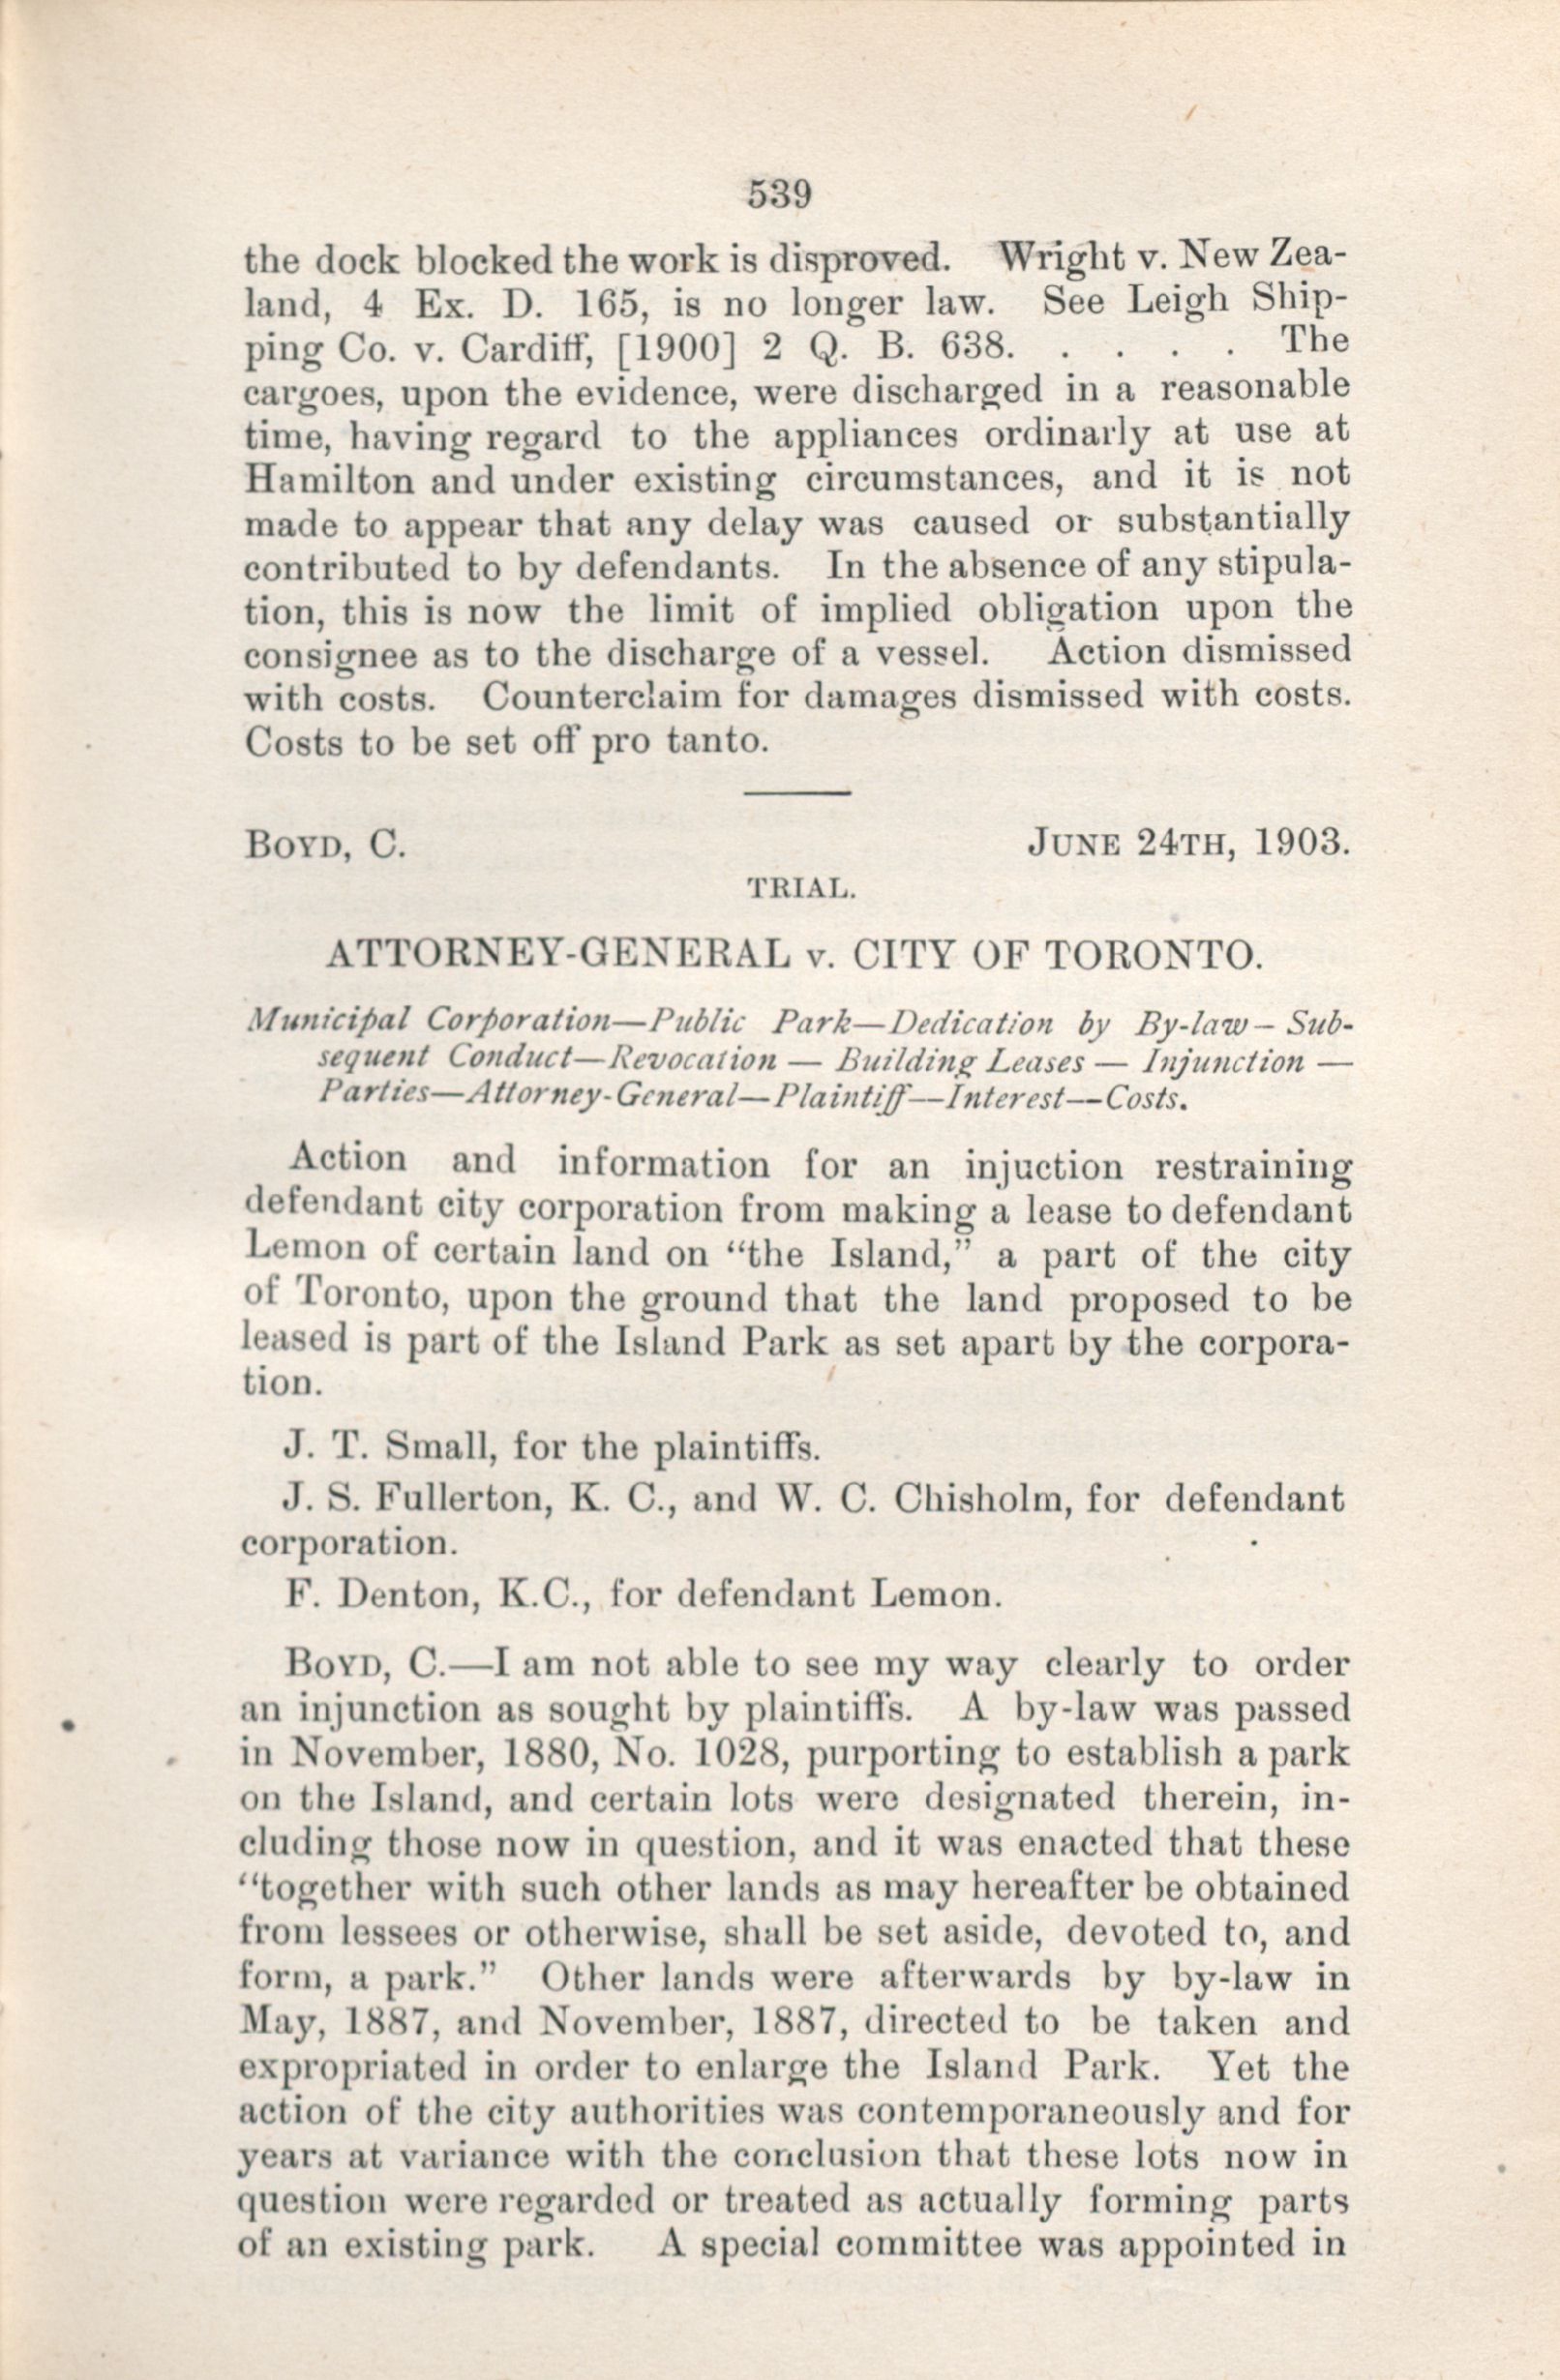 539
the dock blocked the work is disproved. Wright v. New Zea-
land, 4 Ex. D. 165, is no longer law. See Leigh Ship-
ping Co. v. Cardiff, [1900] 2 Q. B. 638. . . . . The
cargoes, upon the evidence, were discharged in a reasonable
time, having regard to the appliances ordinarly at use at
Hamilton and under existing circumstances, and it is not
made to appear that any delay was caused or substantially
contributed to by defendants. In the absence of any stipula-
tion, this is now the limit of implied obligation upon the
consignee as to the discharge of a vessel. Action dismissed
with costs. Counterclaim for damages dismissed with costs.
Costs to be set off pro tanto.
BOYD, C. JUNE 24TH, 1903.
TRIAL.
ATTORNEY-GENERAL v. CITY OF TORONTO.
Municipal Corporation—Public Park—Dedication by By-law—Sub-
sequent Conduct—Revocation — Building Leases — Injunction —
Parties—Attorney-General—Plaintiff—Interest—Costs.
Action and information for an injuction restraining
defendant city corporation from making a lease to defendant
Lemon of certain land on “the Island,” a part of the city
of Toronto, upon the ground that the land proposed to be
leased is part of the Island Park as set apart by the corpora-
tion.
J. T. Small, for the plaintiffs.
J. S. Fullerton, K. C., and W. C. Chisholm, for defendant
corporation.
F. Denton, K.C., for defendant Lemon.
BOYD, C.—I am not able to see my way clearly to order
an injunction as sought by plaintiffs. A by-law was passed
in November, 1880, No. 1028, purporting to establish a park
on the Island, and certain lots were designated therein, in-
cluding those now in question, and it was enacted that these
“together with such other lands as may hereafter be obtained
from lessees or otherwise, shall be set aside, devoted to, and
form, a park.” Other lands were afterwards by by-law in
May, 1887, and November, 1887, directed to be taken and
expropriated in order to enlarge the Island Park. Yet the
action of the city authorities was contemporaneously and for
years at variance with the conclusion that these lots now in
question were regarded or treated as actually forming parts
of an existing park. A special committee was appointed in